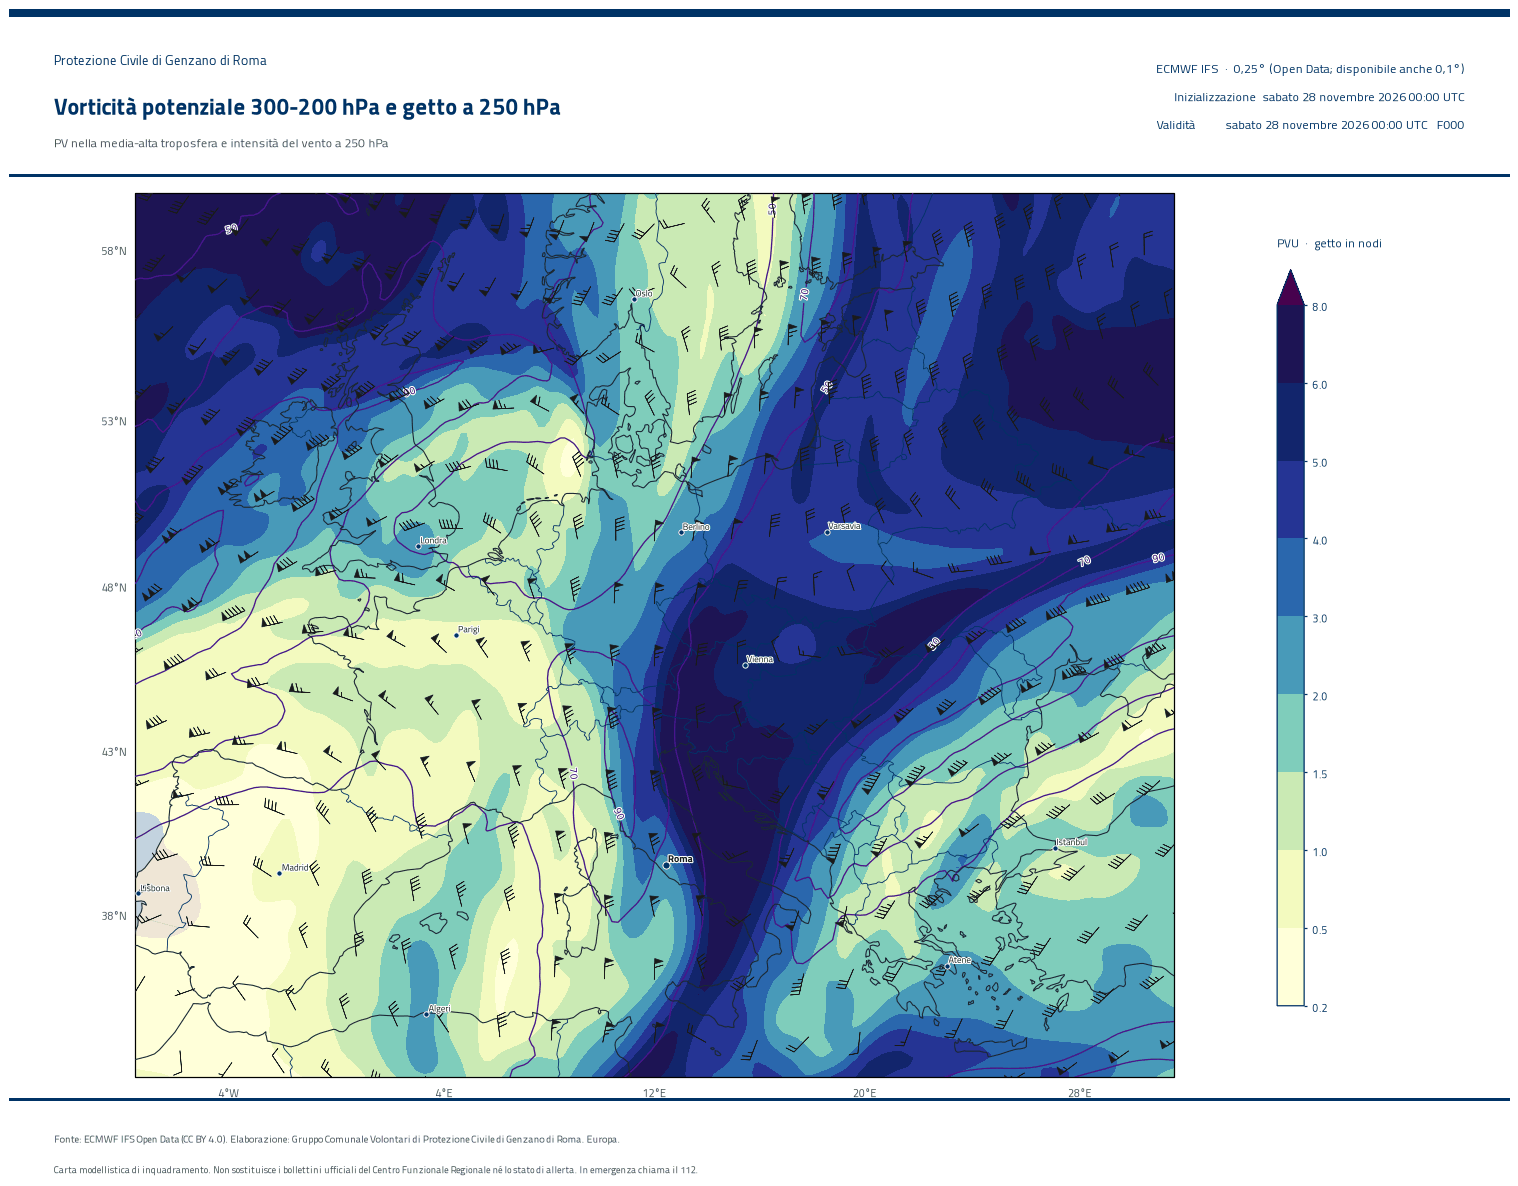 Protezione Civile di Genzano di Roma
Vorticità potenziale 300-200 hPa e getto a 250 hPa
PV nella media-alta troposfera e intensità del vento a 250 hPa
ECMWF IFS · 0,25° (Open Data; disponibile anche 0,1°)
Inizializzazione sabato 28 novembre 2026 00:00 UTC
Validità sabato 28 novembre 2026 00:00 UTC F000
PVU · getto in nodi
8.0
6.0
5.0
4.0
3.0
2.0
1.5
1.0
0.5
0.2
58°N
53°N
48°N
43°N
38°N
4°W
4°E
12°E
20°E
28°E
50
50
70
70
90
70
90
Oslo
Berlino
Varsavia
Londra
Parigi
Vienna
Roma
Madrid
Lisbona
Istanbul
Atene
Algeri
Fonte: ECMWF IFS Open Data (CC BY 4.0). Elaborazione: Gruppo Comunale Volontari di Protezione Civile di Genzano di Roma. Europa.
Carta modellistica di inquadramento. Non sostituisce i bollettini ufficiali del Centro Funzionale Regionale né lo stato di allerta. In emergenza chiama il 112.